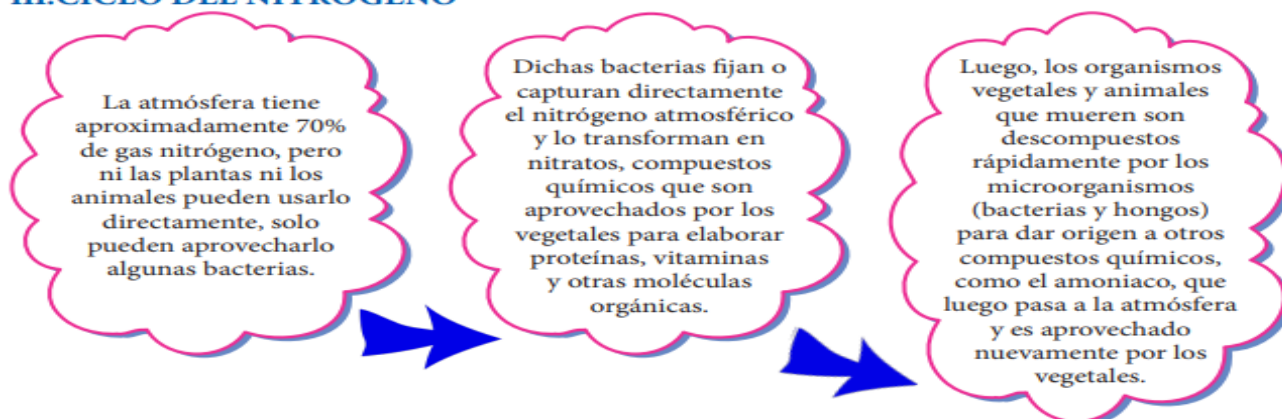 III.CICLO DEL NITRÓGENO
La atmósfera tiene
aproximadamente 70%
de gas nitrógeno, pero
ni las plantas ni los
animales pueden usarlo
directamente, solo
pueden aprovecharlo
algunas bacterias.
Dichas bacterias fijan o
capturan directamente
el nitrógeno atmosférico
y lo transforman en
nitratos, compuestos
químicos que son
aprovechados por los
vegetales para elaborar
proteínas, vitaminas
y otras moléculas
orgánicas.
Luego, los organismos
vegetales y animales
que mueren son
descompuestos
rápidamente por los
microorganismos
(bacterias y hongos)
para dar origen a otros
compuestos químicos,
como el amoniaco, que
luego pasa a la atmósfera
y es aprovechado
nuevamente por los
vegetales.